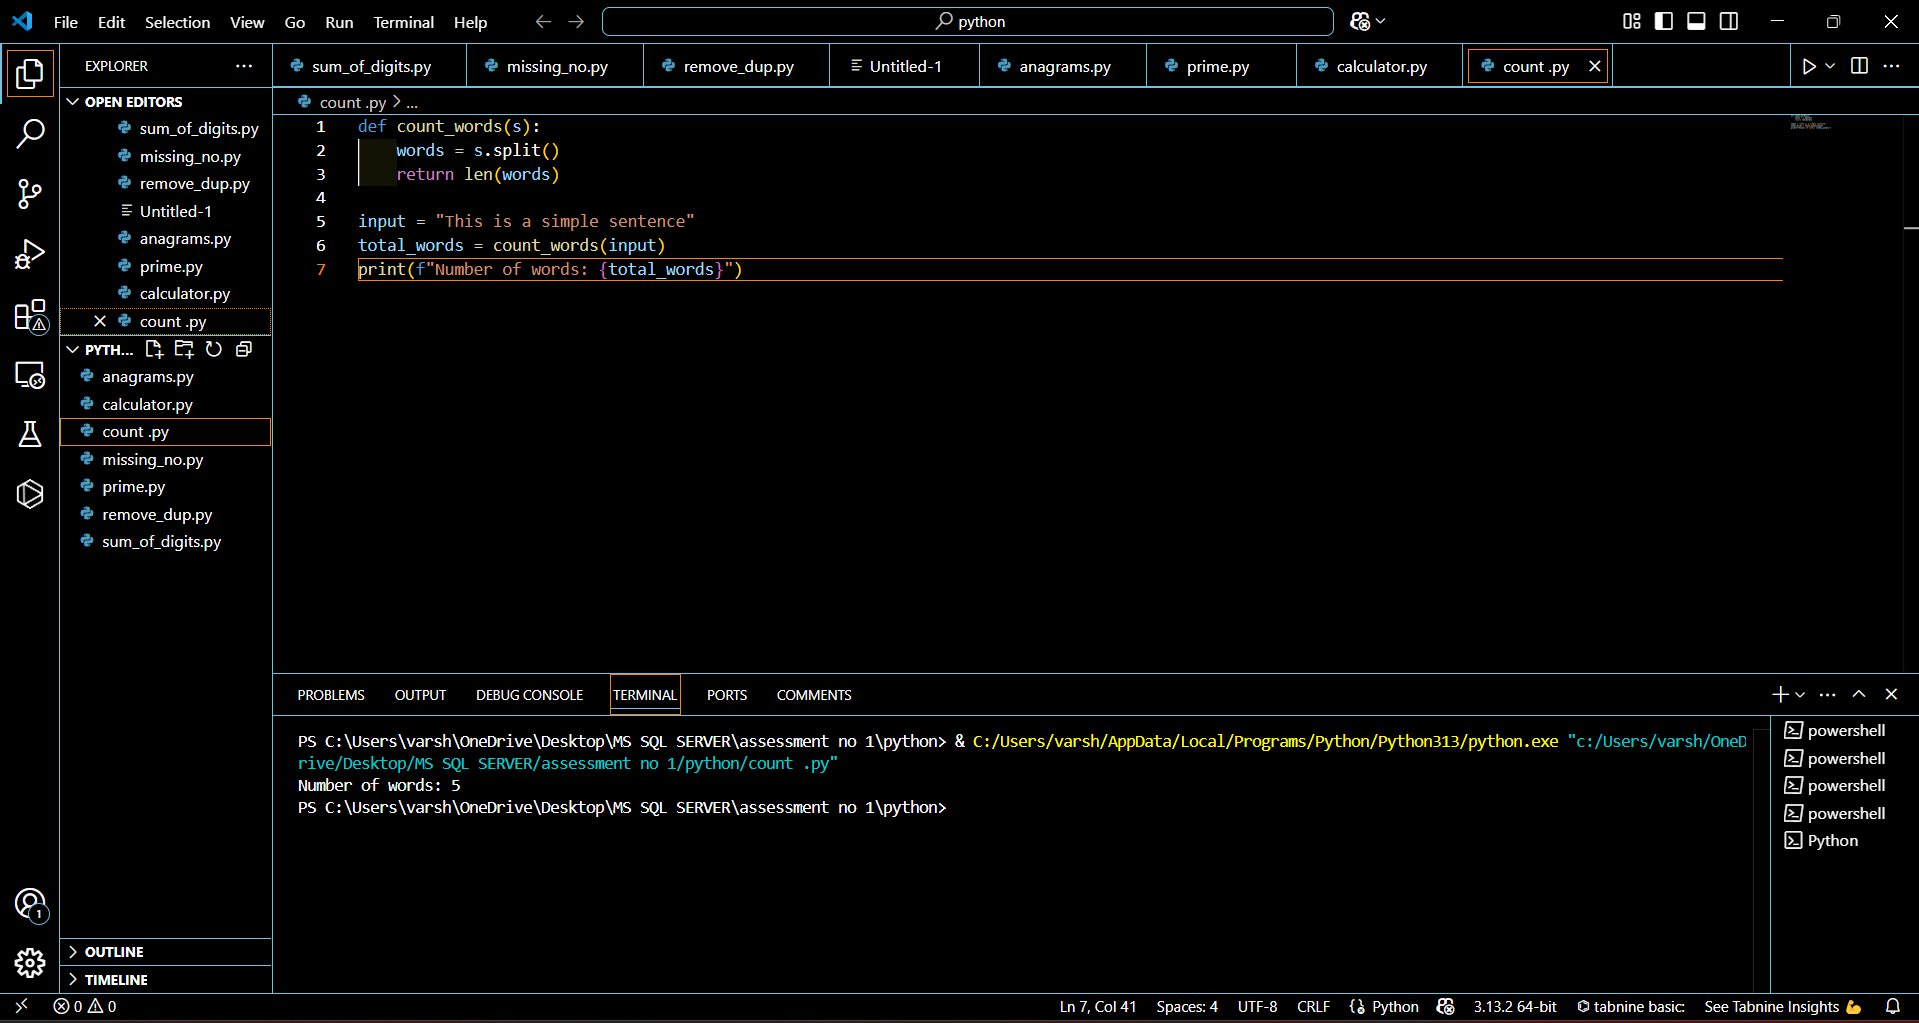 File Edit Selection View Go Run Terminal Help
python
EXPLORER
OPEN EDITORS
sum_of_digits.py
missing_no.py
remove_dup.py
Untitled-1
anagrams.py
prime.py
calculator.py
count .py
PYTH...
anagrams.py
calculator.py
count .py
missing_no.py
prime.py
remove_dup.py
sum_of_digits.py
OUTLINE
TIMELINE
sum_of_digits.py missing_no.py remove_dup.py Untitled-1 anagrams.py prime.py calculator.py count .py
count .py > ...
1 def count_words(s):
2 words = s.split()
3 return len(words)
4
5 input = "This is a simple sentence"
6 total_words = count_words(input)
7 print(f"Number of words: {total_words}")
PROBLEMS OUTPUT DEBUG CONSOLE TERMINAL PORTS COMMENTS
PS C:\Users\varsh\OneDrive\Desktop\MS SQL SERVER\assessment no 1\python> & C:/Users/varsh/AppData/Local/Programs/Python/Python313/python.exe "c:/Users/varsh/OneD
rive/Desktop/MS SQL SERVER/assessment no 1/python/count .py"
Number of words: 5
PS C:\Users\varsh\OneDrive\Desktop\MS SQL SERVER\assessment no 1\python>
powershell
powershell
powershell
powershell
Python
1
0 0 Ln 7, Col 41 Spaces: 4 UTF-8 CRLF Python 3.13.2 64-bit tabnine basic: See Tabnine Insights 💪